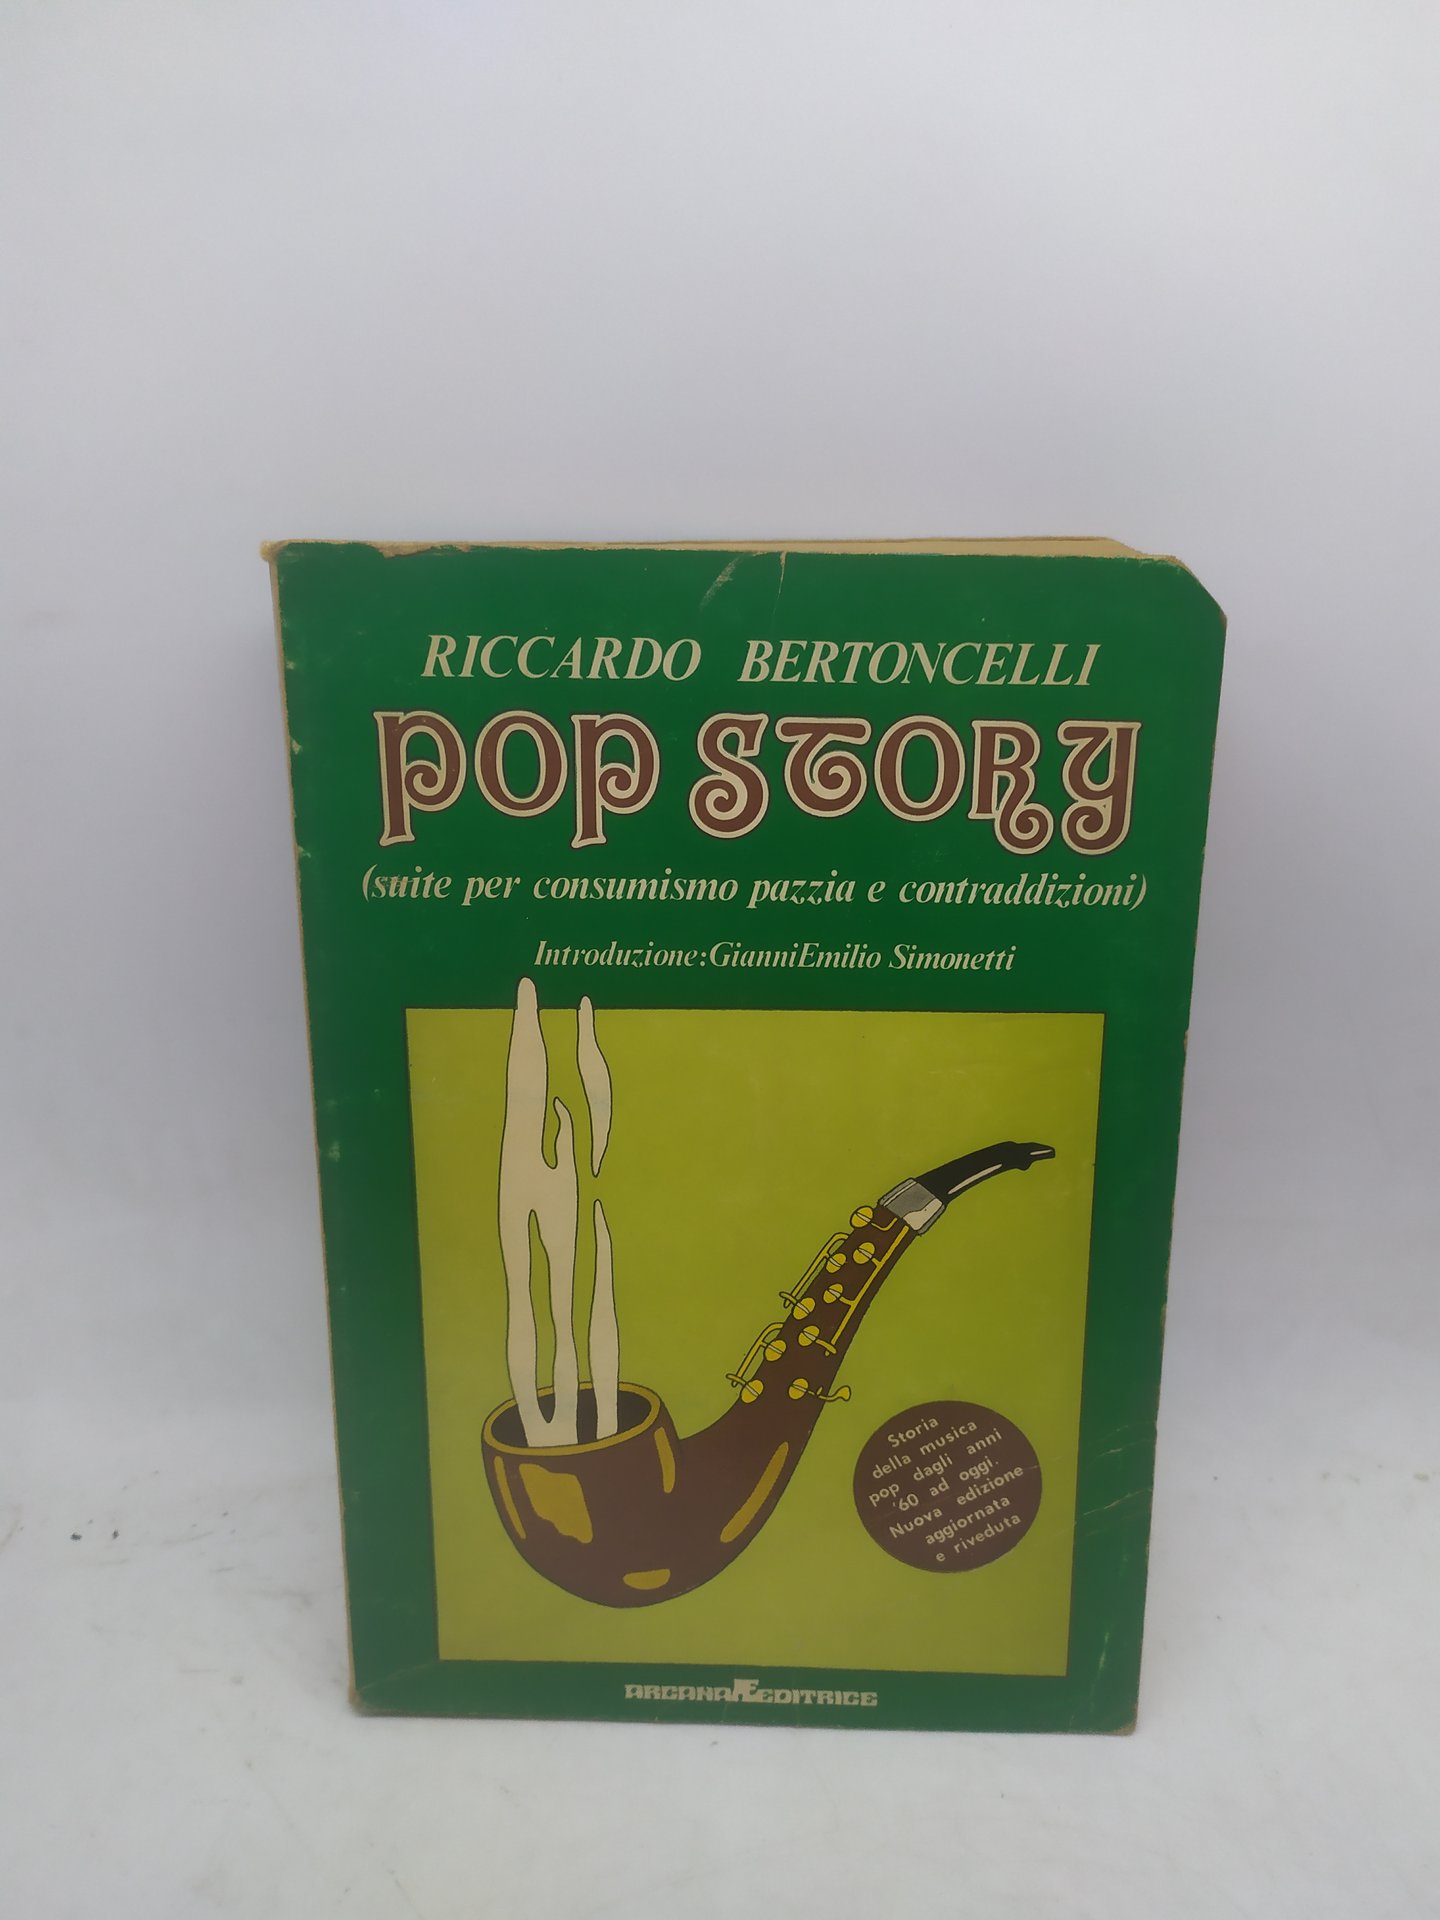 RICCARDO BERTONCELLI
POP STORY
(suite per consumismo pazzia e contraddizioni)
Introduzione:GianniEmilio Simonetti
Storia
della musica
pop dagli anni
'60 ad oggi.
Nuova edizione
aggiornata
e riveduta
ARCANA EDITRICE